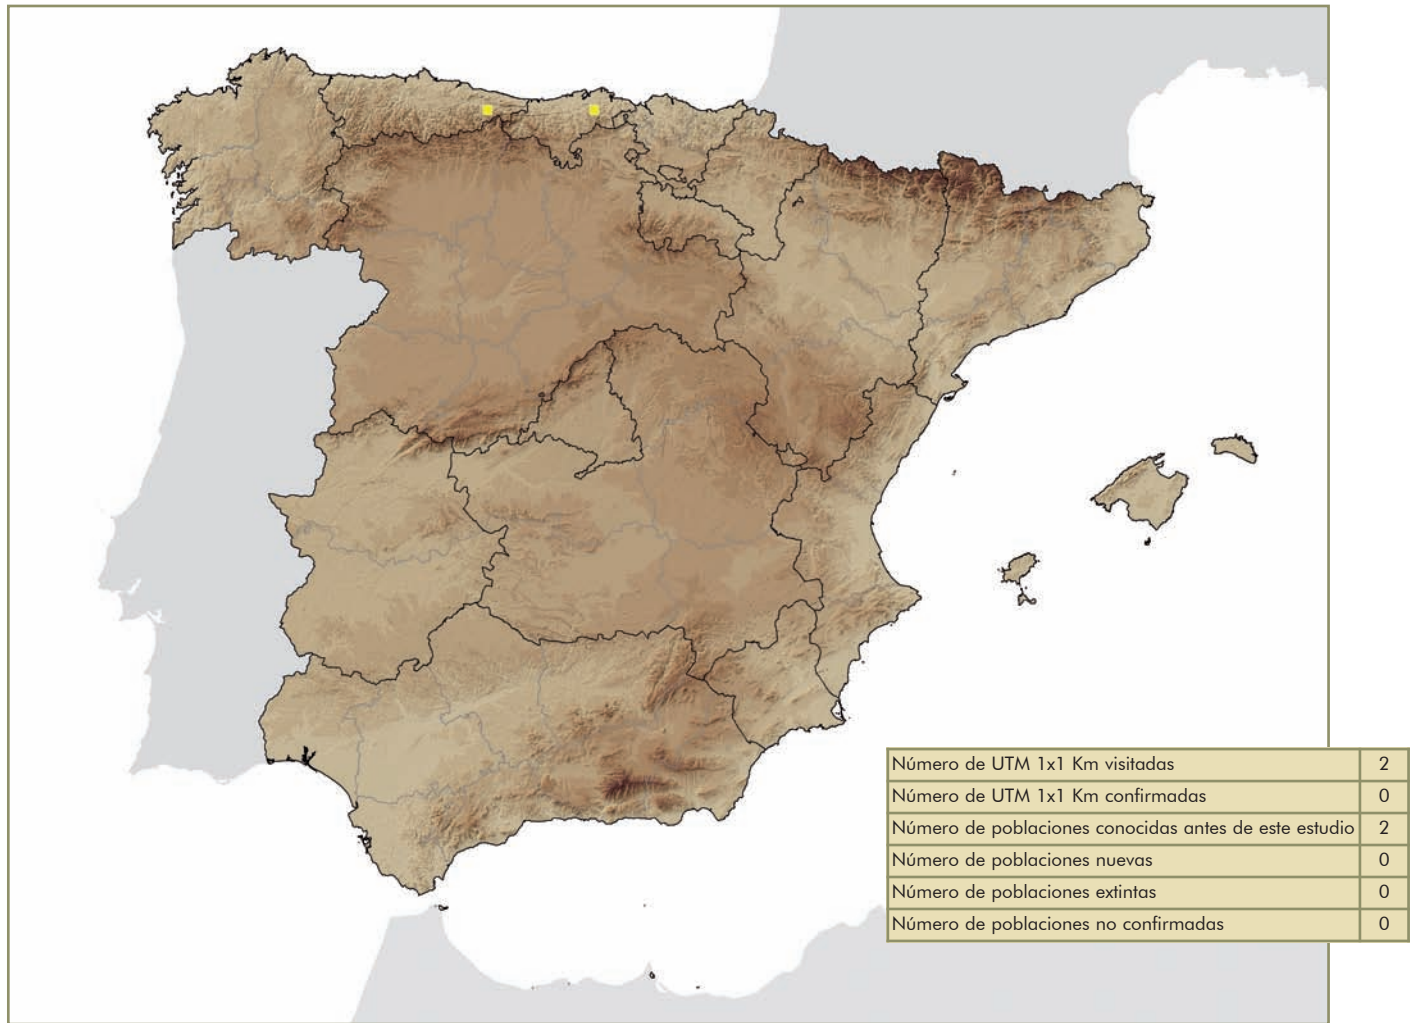 Número de UTM 1x1 Km visitadas 2
Número de UTM 1x1 Km confirmadas 0
Número de poblaciones conocidas antes de este estudio 2
Número de poblaciones nuevas 0
Número de poblaciones extintas 0
Número de poblaciones no confirmadas 0